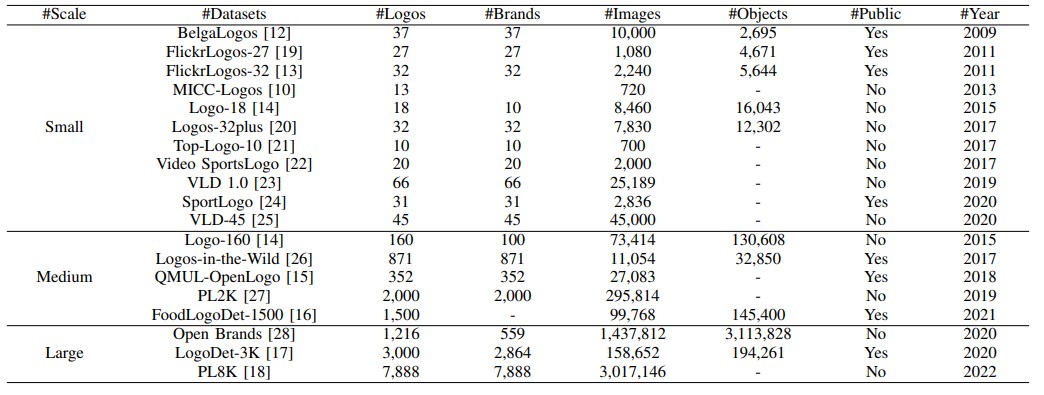 #Scale #Datasets #Logos #Brands #Images #Objects #Public #Year
BelgaLogos [12] 37 37 10,000 2,695 Yes 2009
FlickrLogos-27 [19] 27 27 1,080 4,671 Yes 2011
FlickrLogos-32 [13] 32 32 2,240 5,644 Yes 2011
MICC-Logos [10] 13 720 - No 2013
Logo-18 [14] 18 10 8,460 16,043 No 2015
Small Logos-32plus [20] 32 32 7,830 12,302 No 2017
Top-Logo-10 [21] 10 10 700 - No 2017
Video SportsLogo [22] 20 20 2,000 - No 2017
VLD 1.0 [23] 66 66 25,189 - No 2019
SportLogo [24] 31 31 2,836 - Yes 2020
VLD-45 [25] 45 45 45,000 - No 2020
Logo-160 [14] 160 100 73,414 130,608 No 2015
Logos-in-the-Wild [26] 871 871 11,054 32,850 Yes 2017
Medium QMUL-OpenLogo [15] 352 352 27,083 - Yes 2018
PL2K [27] 2,000 2,000 295,814 - No 2019
FoodLogoDet-1500 [16] 1,500 - 99,768 145,400 Yes 2021
Open Brands [28] 1,216 559 1,437,812 3,113,828 No 2020
Large LogoDet-3K [17] 3,000 2,864 158,652 194,261 Yes 2020
PL8K [18] 7,888 7,888 3,017,146 - No 2022